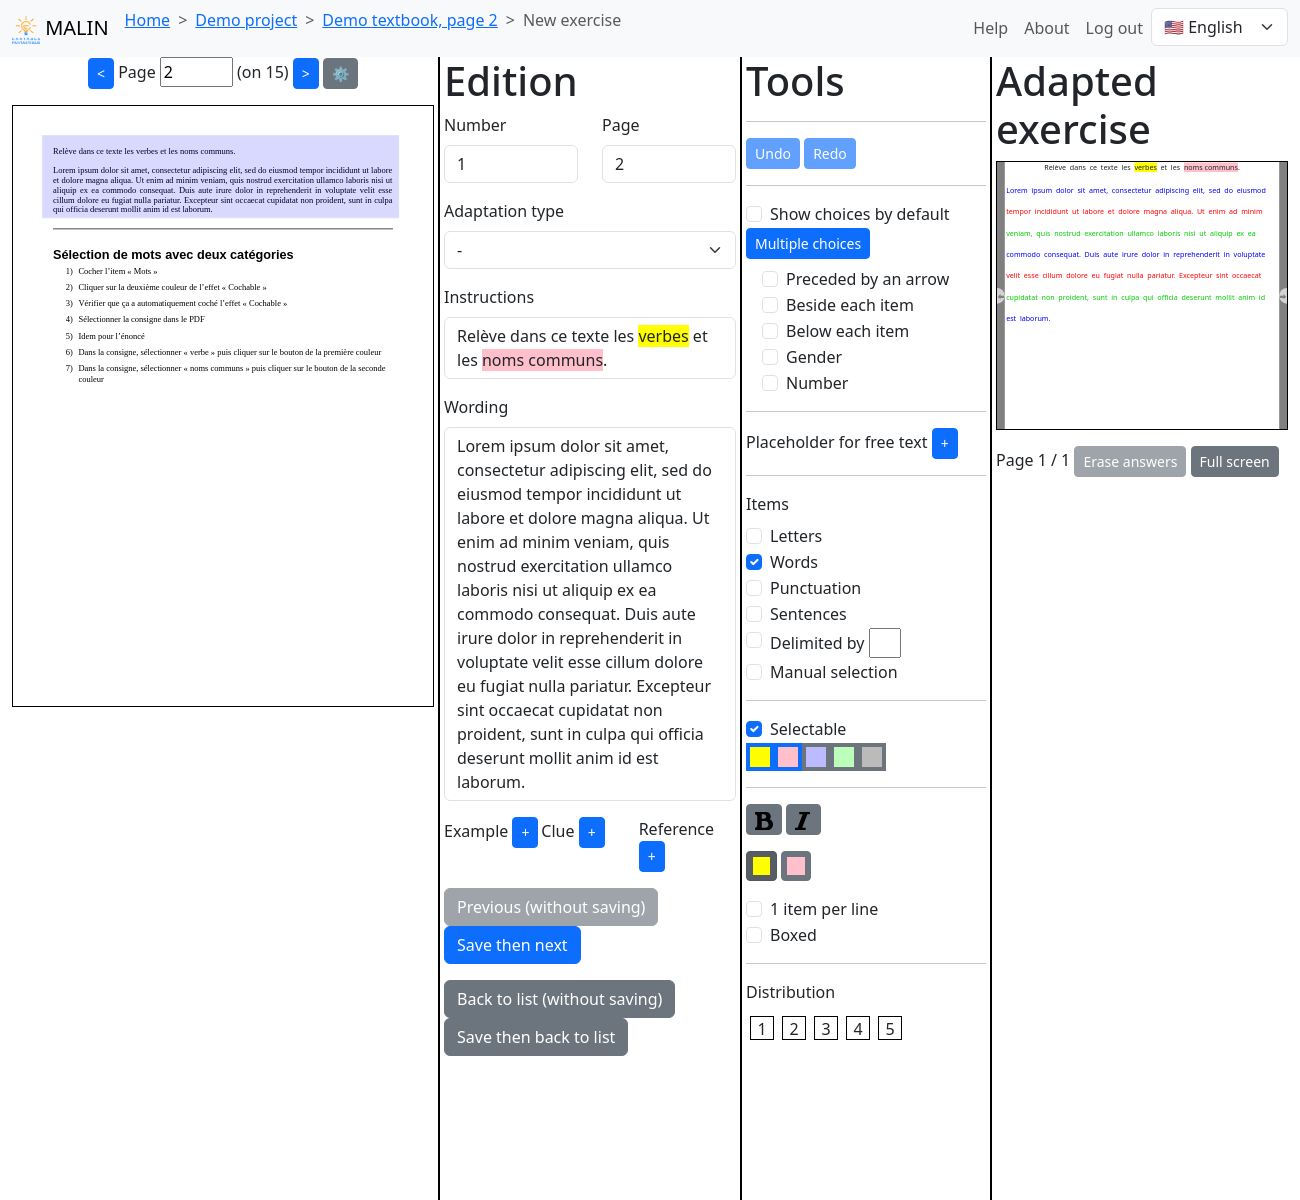 MALIN
Home > Demo project > Demo textbook, page 2 > New exercise
Help About Log out 🇺🇸 English
< Page 2 (on 15) > ⚙️
Relève dans ce texte les verbes et les noms communs.
Lorem ipsum dolor sit amet, consectetur adipiscing elit, sed do eiusmod tempor incididunt ut labore
et dolore magna aliqua. Ut enim ad minim veniam, quis nostrud exercitation ullamco laboris nisi ut
aliquip ex ea commodo consequat. Duis aute irure dolor in reprehenderit in voluptate velit esse
cillum dolore eu fugiat nulla pariatur. Excepteur sint occaecat cupidatat non proident, sunt in culpa
qui officia deserunt mollit anim id est laborum.
Sélection de mots avec deux catégories
1) Cocher l’item « Mots »
2) Cliquer sur la deuxième couleur de l’effet « Cochable »
3) Vérifier que ça a automatiquement coché l’effet « Cochable »
4) Sélectionner la consigne dans le PDF
5) Idem pour l’énoncé
6) Dans la consigne, sélectionner « verbe » puis cliquer sur le bouton de la première couleur
7) Dans la consigne, sélectionner « noms communs » puis cliquer sur le bouton de la seconde
couleur
Edition
Number Page
1 2
Adaptation type
-
Instructions
Relève dans ce texte les verbes et
les noms communs.
Wording
Lorem ipsum dolor sit amet,
consectetur adipiscing elit, sed do
eiusmod tempor incididunt ut
labore et dolore magna aliqua. Ut
enim ad minim veniam, quis
nostrud exercitation ullamco
laboris nisi ut aliquip ex ea
commodo consequat. Duis aute
irure dolor in reprehenderit in
voluptate velit esse cillum dolore
eu fugiat nulla pariatur. Excepteur
sint occaecat cupidatat non
proident, sunt in culpa qui officia
deserunt mollit anim id est
laborum.
Example + Clue + Reference
+
Previous (without saving)
Save then next
Back to list (without saving)
Save then back to list
Tools
Undo Redo
Show choices by default
Multiple choices
Preceded by an arrow
Beside each item
Below each item
Gender
Number
Placeholder for free text +
Items
Letters
Words
Punctuation
Sentences
Delimited by
Manual selection
Selectable
B I
1 item per line
Boxed
Distribution
1 2 3 4 5
Adapted
exercise
Relève dans ce texte les verbes et les noms communs.
Lorem ipsum dolor sit amet, consectetur adipiscing elit, sed do eiusmod
tempor incididunt ut labore et dolore magna aliqua. Ut enim ad minim
veniam, quis nostrud exercitation ullamco laboris nisi ut aliquip ex ea
commodo consequat. Duis aute irure dolor in reprehenderit in voluptate
velit esse cillum dolore eu fugiat nulla pariatur. Excepteur sint occaecat
cupidatat non proident, sunt in culpa qui officia deserunt mollit anim id
est laborum.
Page 1 / 1 Erase answers Full screen